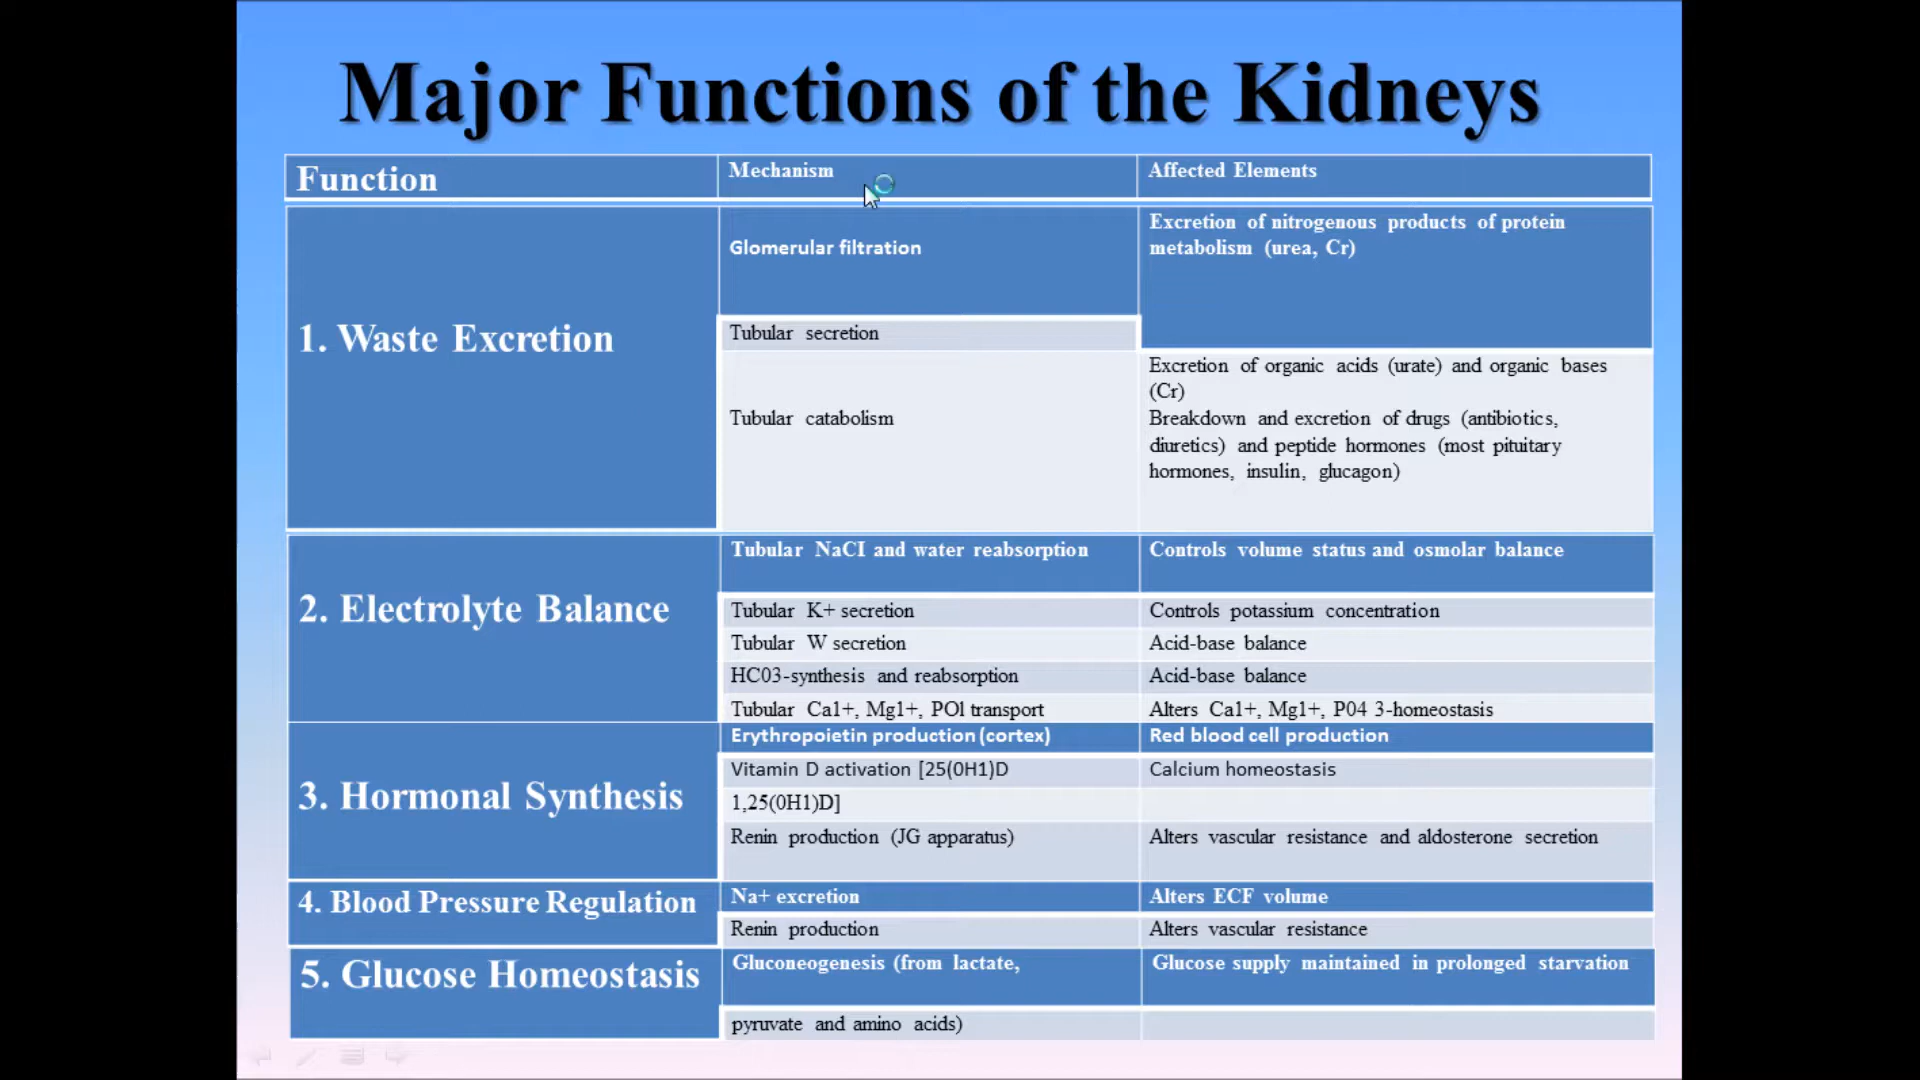 Major Functions of the Kidneys
Function
Mechanism
Affected Elements
1. Waste Excretion
Glomerular filtration
Excretion of nitrogenous products of protein
metabolism (urea, Cr)
Tubular secretion
Tubular catabolism
Excretion of organic acids (urate) and organic bases
(Cr)
Breakdown and excretion of drugs (antibiotics,
diuretics) and peptide hormones (most pituitary
hormones, insulin, glucagon)
2. Electrolyte Balance
Tubular NaCI and water reabsorption
Controls volume status and osmolar balance
Tubular K+ secretion
Controls potassium concentration
Tubular W secretion
Acid-base balance
HC03-synthesis and reabsorption
Acid-base balance
Tubular Ca1+, Mg1+, POl transport
Alters Ca1+, Mg1+, P04 3-homeostasis
3. Hormonal Synthesis
Erythropoietin production (cortex)
Red blood cell production
Vitamin D activation [25(0H1)D
Calcium homeostasis
1,25(0H1)D]
Renin production (JG apparatus)
Alters vascular resistance and aldosterone secretion
4. Blood Pressure Regulation
Na+ excretion
Alters ECF volume
Renin production
Alters vascular resistance
5. Glucose Homeostasis
Gluconeogenesis (from lactate,
Glucose supply maintained in prolonged starvation
pyruvate and amino acids)